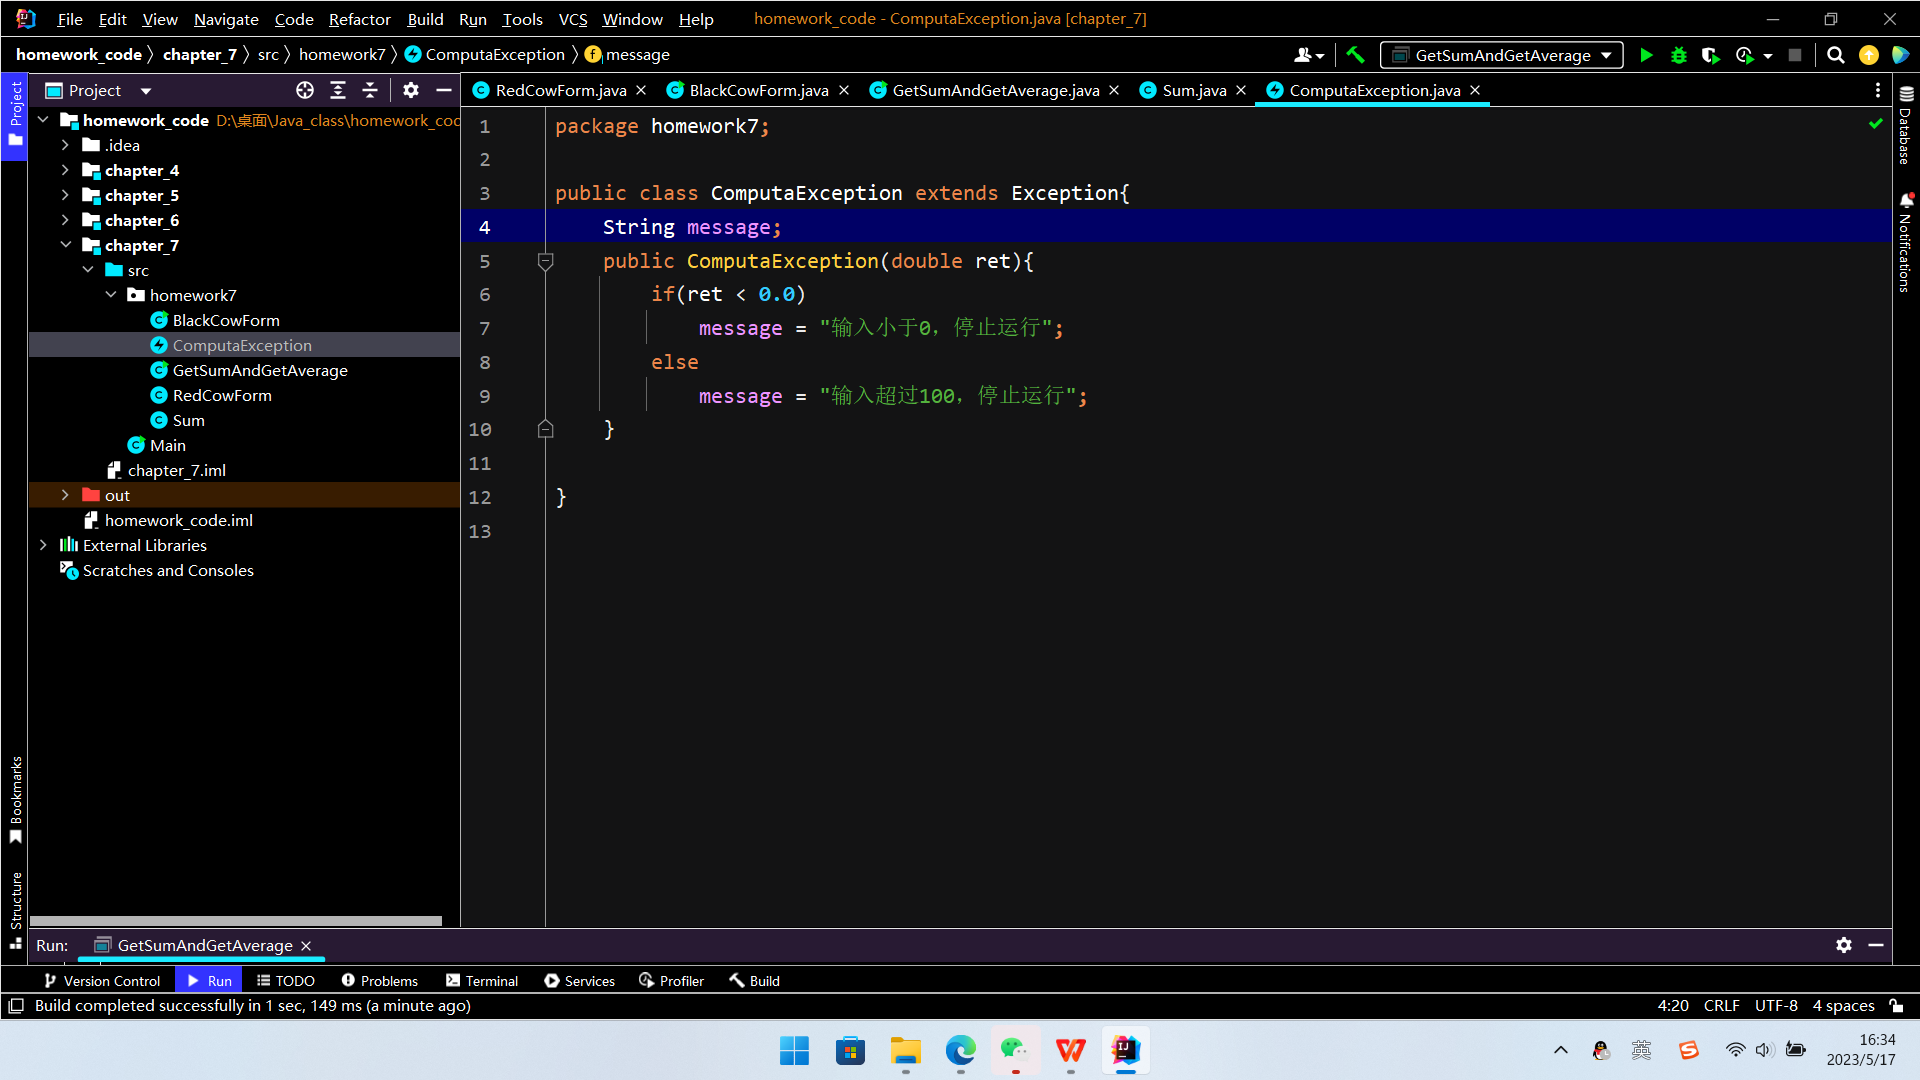 File Edit View Navigate Code Refactor Build Run Tools VCS Window Help homework_code - ComputaException.java [chapter_7]
homework_code chapter_7 src homework7 ComputaException message GetSumAndGetAverage
Project
Project
RedCowForm.java BlackCowForm.java GetSumAndGetAverage.java Sum.java ComputaException.java
homework_code D:\桌面\Java_class\homework_coc
.idea
chapter_4
chapter_5
chapter_6
chapter_7
src
homework7
BlackCowForm
ComputaException
GetSumAndGetAverage
RedCowForm
Sum
Main
chapter_7.iml
out
homework_code.iml
External Libraries
Scratches and Consoles
1 package homework7;
2
3 public class ComputaException extends Exception{
4 String message;
5 public ComputaException(double ret){
6 if(ret < 0.0)
7 message = "输入小于0，停止运行";
8 else
9 message = "输入超过100，停止运行";
10 }
11
12 }
13
Database
Notifications
Bookmarks
Structure
Run: GetSumAndGetAverage
Version Control Run TODO Problems Terminal Services Profiler Build
Build completed successfully in 1 sec, 149 ms (a minute ago) 4:20 CRLF UTF-8 4 spaces
英
16:34
2023/5/17